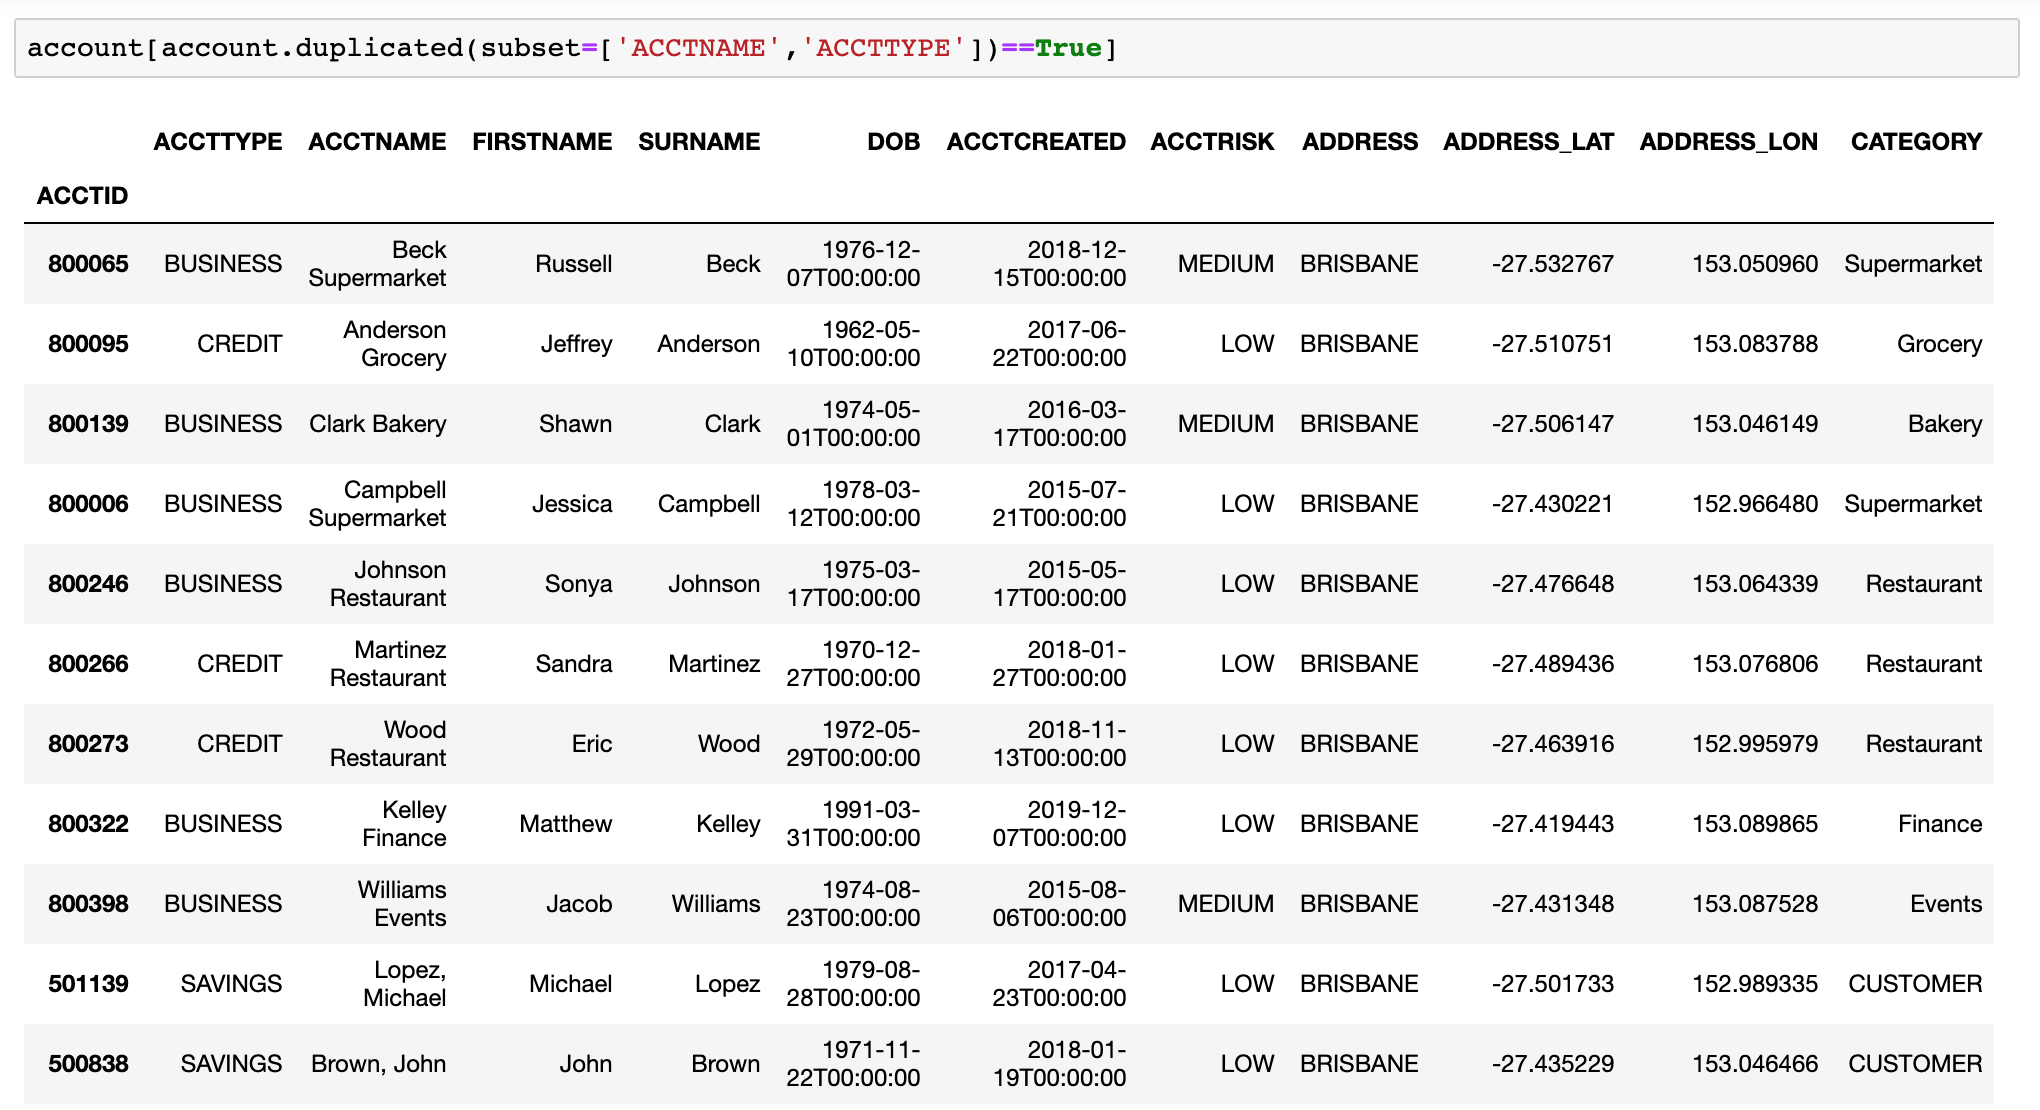 account[account.duplicated(subset=['ACCTNAME','ACCTTYPE'])==True]
ACCTTYPE ACCTNAME FIRSTNAME SURNAME DOB ACCTCREATED ACCTRISK ADDRESS ADDRESS_LAT ADDRESS_LON CATEGORY
ACCTID
800065 BUSINESS Beck Supermarket Russell Beck 1976-12-07T00:00:00 2018-12-15T00:00:00 MEDIUM BRISBANE -27.532767 153.050960 Supermarket
800095 CREDIT Anderson Grocery Jeffrey Anderson 1962-05-10T00:00:00 2017-06-22T00:00:00 LOW BRISBANE -27.510751 153.083788 Grocery
800139 BUSINESS Clark Bakery Shawn Clark 1974-05-01T00:00:00 2016-03-17T00:00:00 MEDIUM BRISBANE -27.506147 153.046149 Bakery
800006 BUSINESS Campbell Supermarket Jessica Campbell 1978-03-12T00:00:00 2015-07-21T00:00:00 LOW BRISBANE -27.430221 152.966480 Supermarket
800246 BUSINESS Johnson Restaurant Sonya Johnson 1975-03-17T00:00:00 2015-05-17T00:00:00 LOW BRISBANE -27.476648 153.064339 Restaurant
800266 CREDIT Martinez Restaurant Sandra Martinez 1970-12-27T00:00:00 2018-01-27T00:00:00 LOW BRISBANE -27.489436 153.076806 Restaurant
800273 CREDIT Wood Restaurant Eric Wood 1972-05-29T00:00:00 2018-11-13T00:00:00 LOW BRISBANE -27.463916 152.995979 Restaurant
800322 BUSINESS Kelley Finance Matthew Kelley 1991-03-31T00:00:00 2019-12-07T00:00:00 LOW BRISBANE -27.419443 153.089865 Finance
800398 BUSINESS Williams Events Jacob Williams 1974-08-23T00:00:00 2015-08-06T00:00:00 MEDIUM BRISBANE -27.431348 153.087528 Events
501139 SAVINGS Lopez, Michael Michael Lopez 1979-08-28T00:00:00 2017-04-23T00:00:00 LOW BRISBANE -27.501733 152.989335 CUSTOMER
500838 SAVINGS Brown, John John Brown 1971-11-22T00:00:00 2018-01-19T00:00:00 LOW BRISBANE -27.435229 153.046466 CUSTOMER